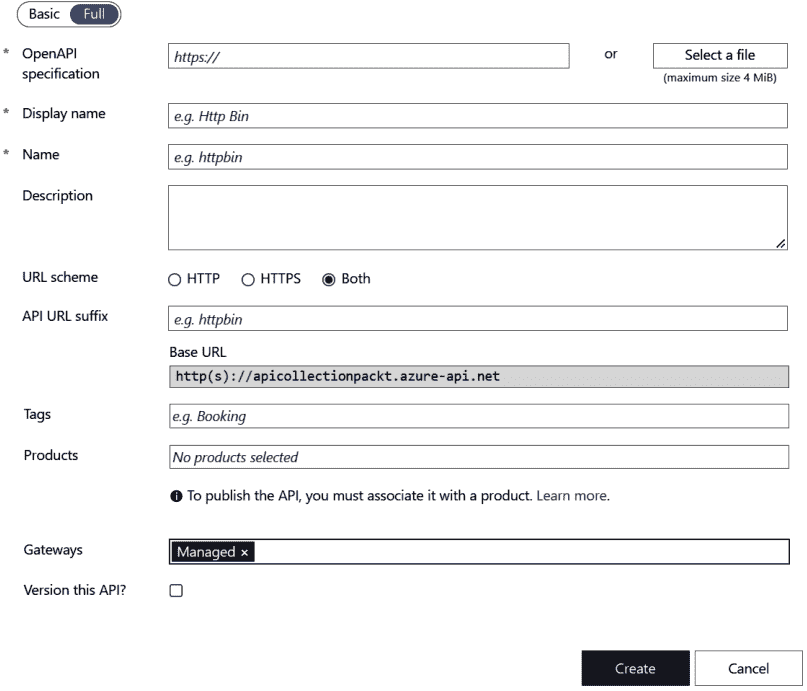 Basic Full
* OpenAPI specification https:// or Select a file
(maximum size 4 MiB)
* Display name e.g. Http Bin
* Name e.g. httpbin
Description
URL scheme HTTP HTTPS Both
API URL suffix e.g. httpbin
Base URL
http(s)://apicollectionpackt.azure-api.net
Tags e.g. Booking
Products No products selected
To publish the API, you must associate it with a product. Learn more.
Gateways Managed ×
Version this API?
Create Cancel